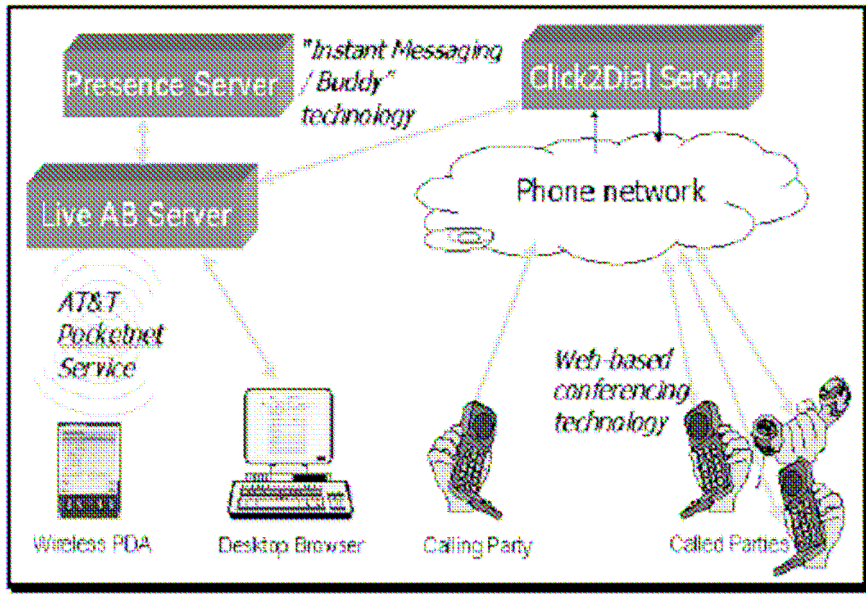 Presence Server
"Instant Messaging
/ Buddy"
technology
Click2Dial Server
Live AB Server
Phone network
AT&T
Pocketnet
Service
Web-based
conferencing
technology
Wireless PDA
Desktop Browser
Calling Party
Called Parties